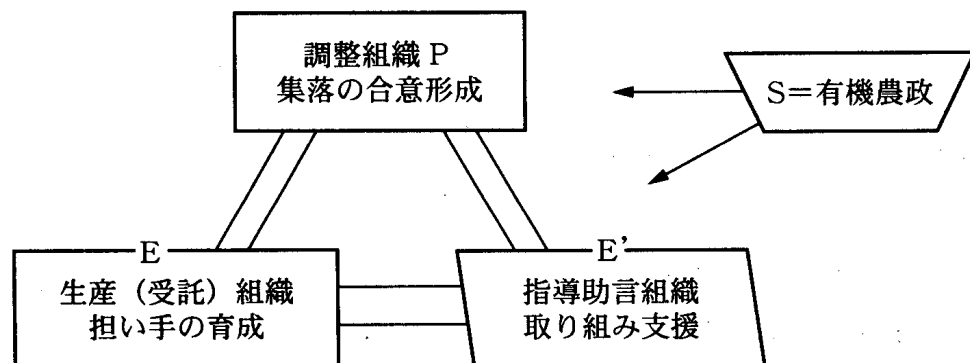 調整組織 P
集落の合意形成
S=有機農政
E
生産（受託）組織
担い手の育成
E'
指導助言組織
取り組み支援